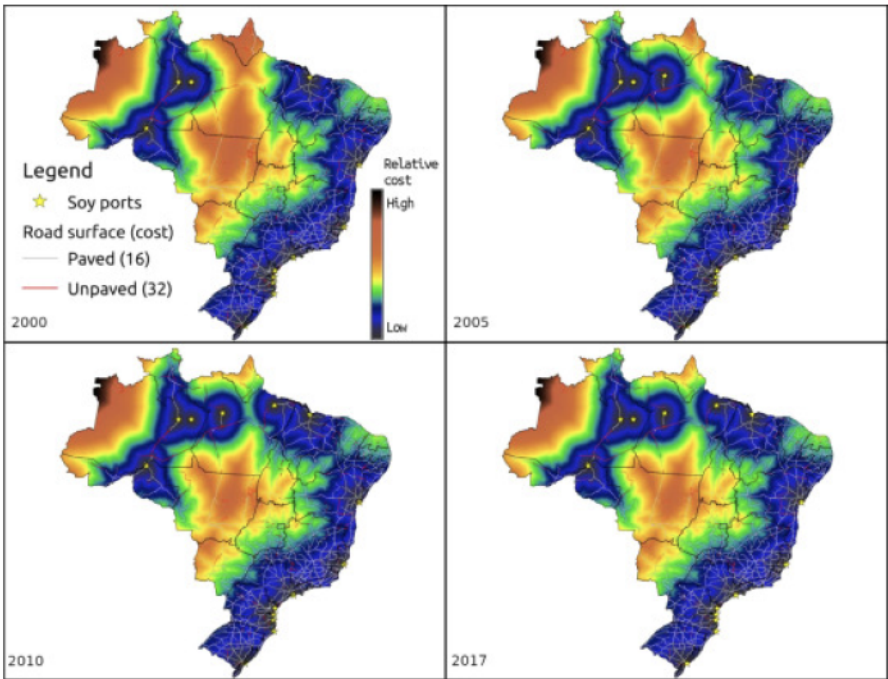 Legend
Soy ports
Road surface (cost)
Paved (16)
Unpaved (32)
Relative
cost
High
Low
2000
2005
2010
2017